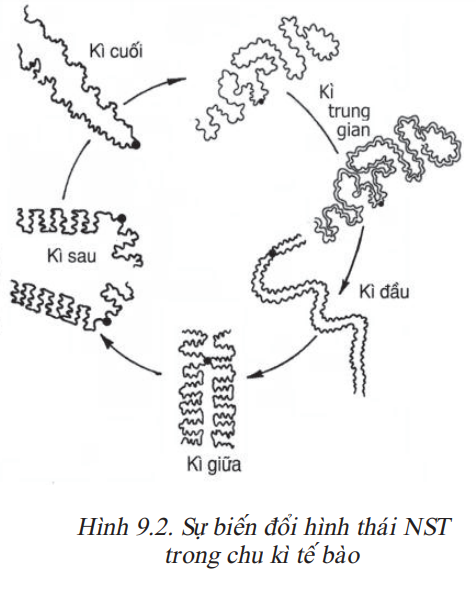 Kì cuối
Kì
trung
gian
Kì đầu
Kì giữa
Kì sau
Hình 9.2. Sự biến đổi hình thái NST
trong chu kì tế bào